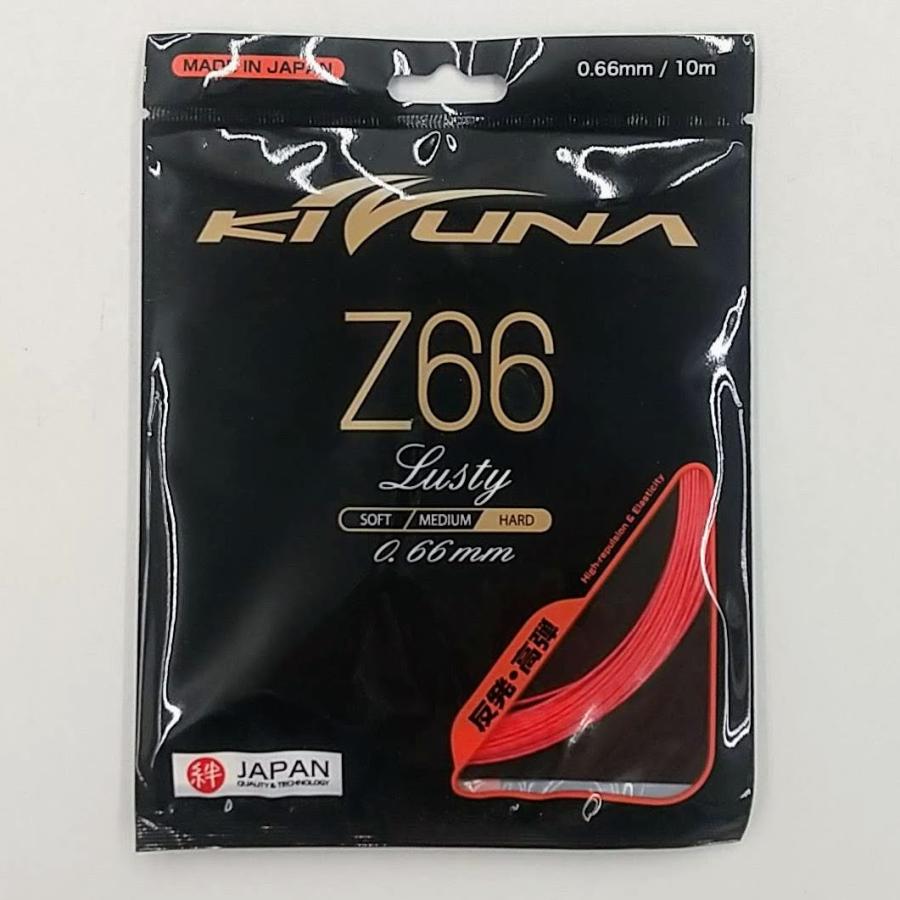 MADE IN JAPAN
0.66mm / 10m
KIZUNA
Z66
Lusty
SOFT / MEDIUM HARD
0.66mm
High-repulsion & Elasticity
反発・高弾
絆 JAPAN
QUALITY & TECHNOLOGY